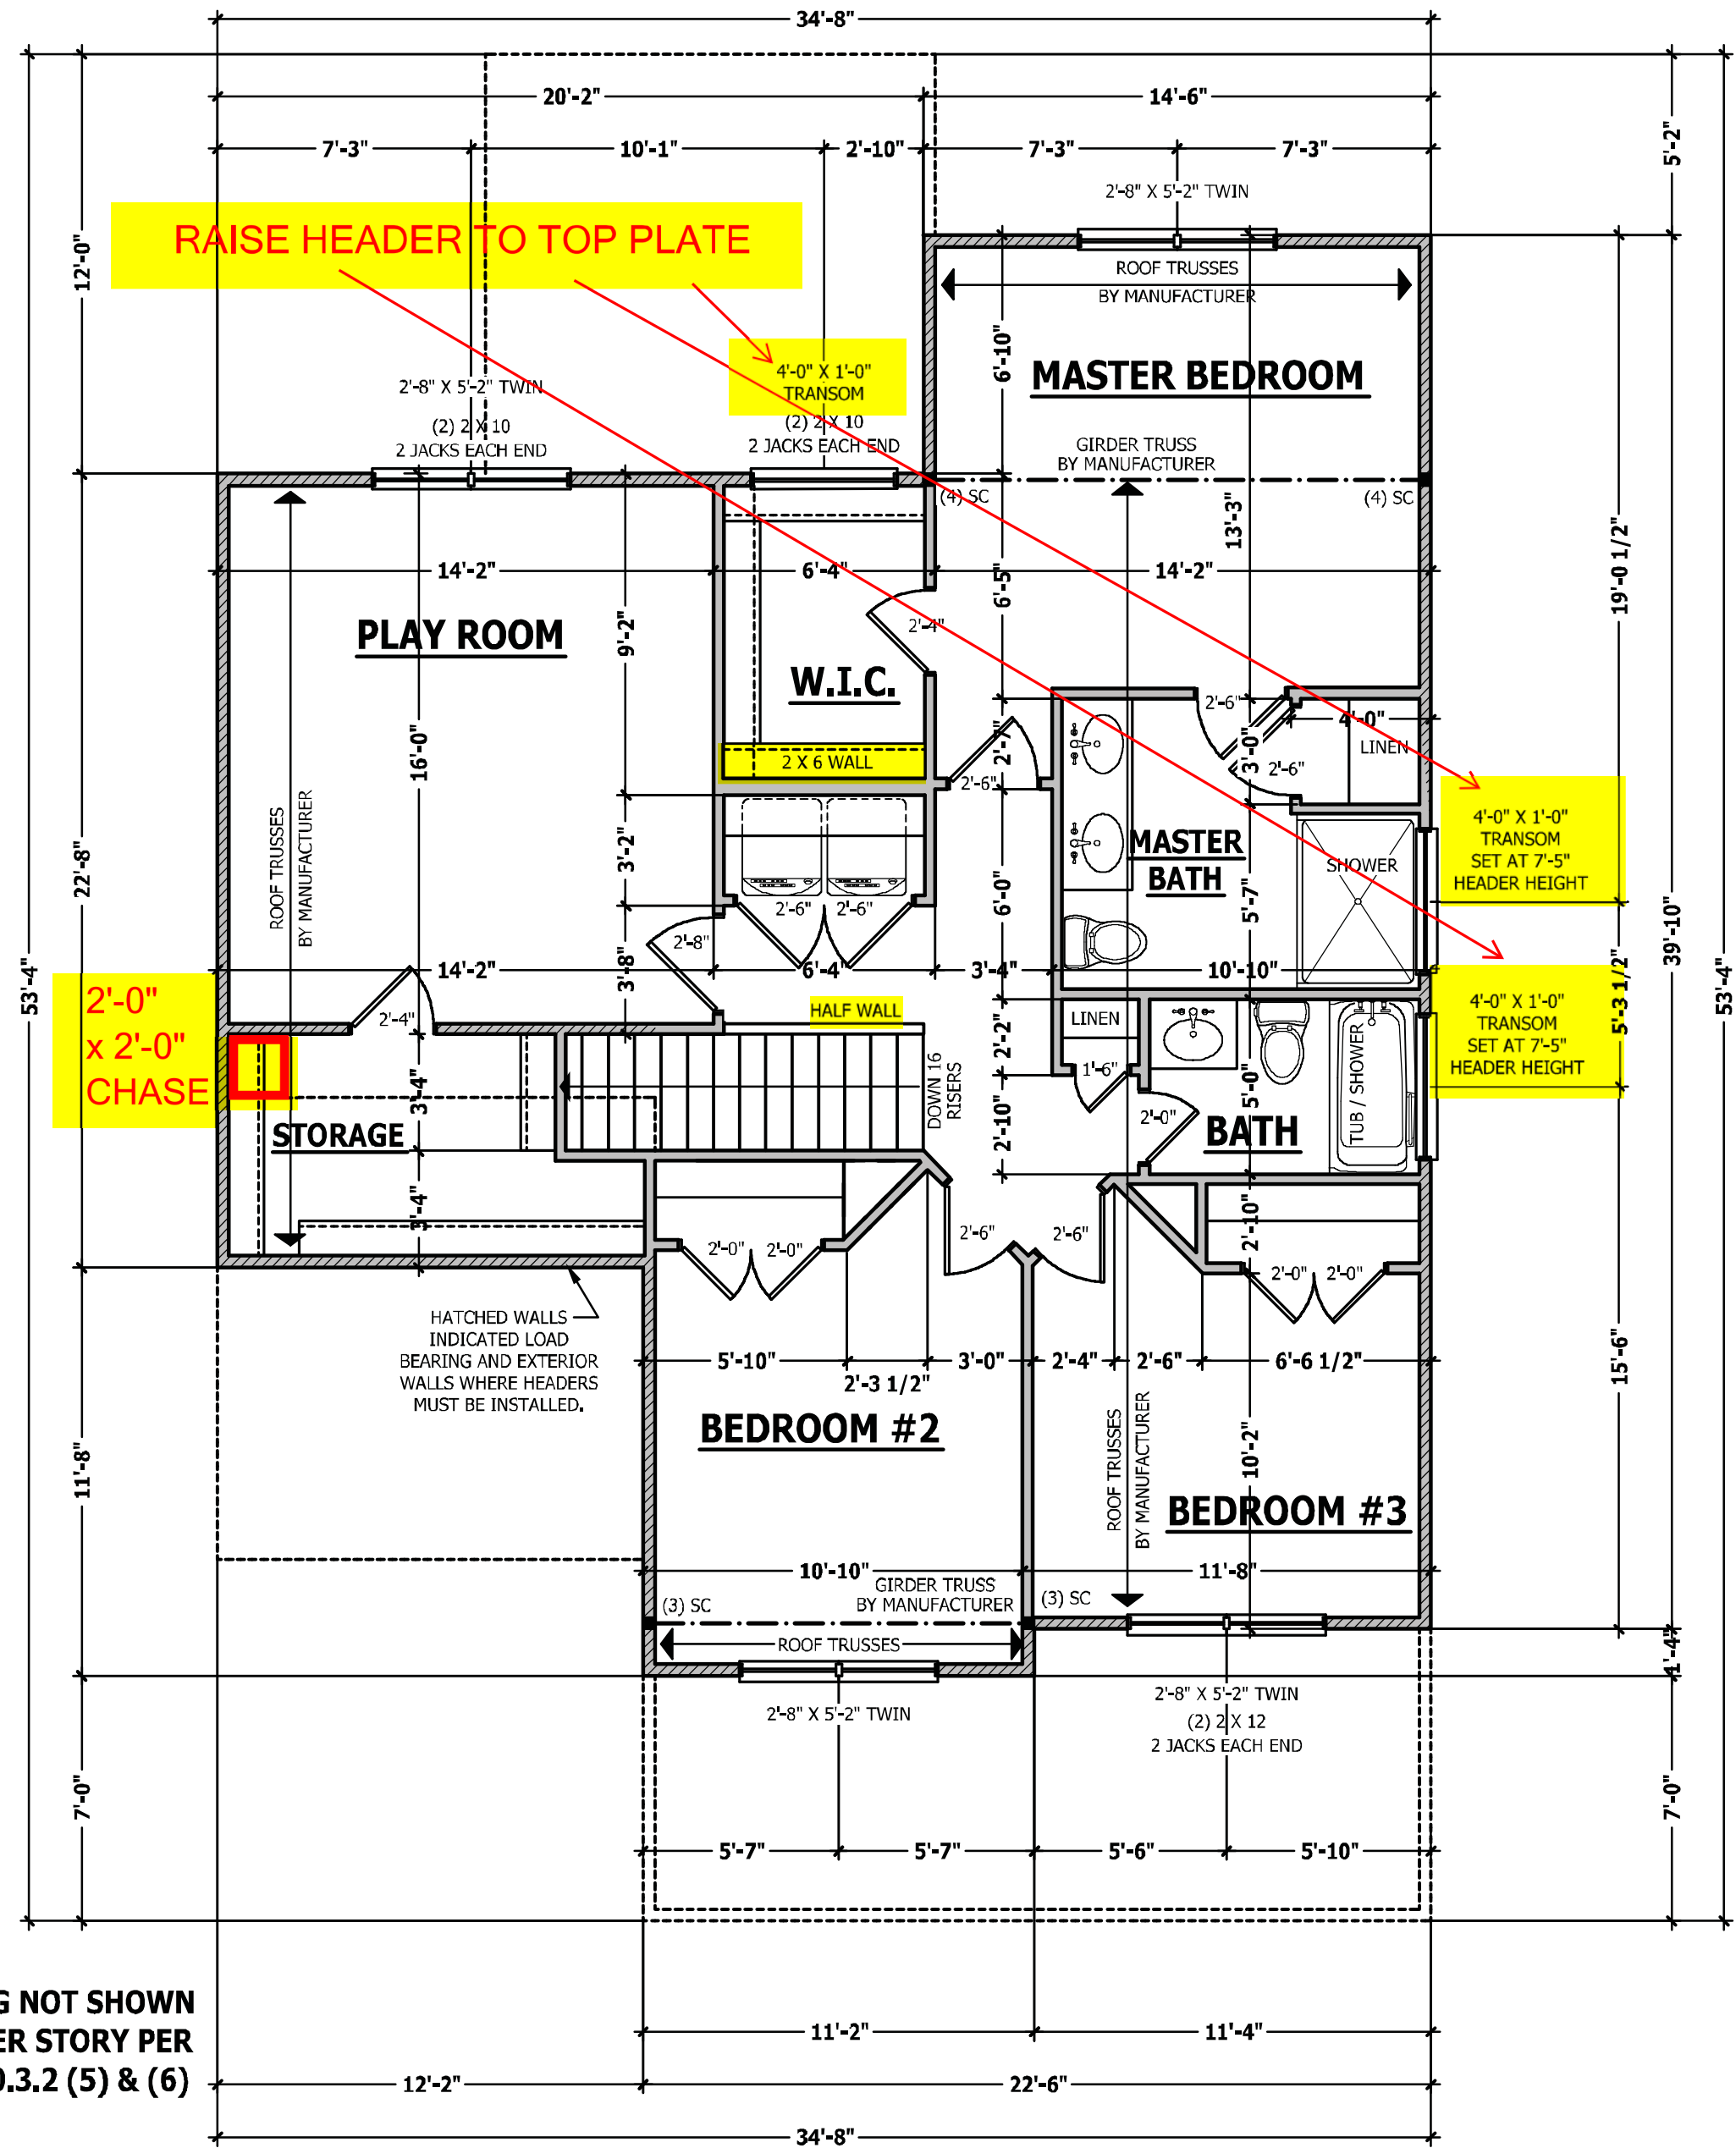 34'-8"
20'-2"
14'-6"
7'-3"
10'-1"
2'-10"
7'-3"
7'-3"
5'-2"
2'-8" X 5'-2" TWIN
RAISE HEADER TO TOP PLATE
12'-0"
ROOF TRUSSES
BY MANUFACTURER
6'-10"
4'-0" X 1'-0"
TRANSOM
(2) 2 X 10
2 JACKS EACH END
2'-8" X 5'-2" TWIN
(2) 2 X 10
2 JACKS EACH END
MASTER BEDROOM
GIRDER TRUSS
BY MANUFACTURER
(4) SC
(4) SC
13'-3"
19'-0 1/2"
14'-2"
6'-4"
14'-2"
6'-5"
9'-2"
PLAY ROOM
2'-4"
W.I.C.
2'-6"
4'-0"
LINEN
2'-7"
3'-0"
16'-0"
2 X 6 WALL
2'-6"
2'-6"
ROOF TRUSSES
BY MANUFACTURER
22'-8"
3'-2"
MASTER
BATH
SHOWER
4'-0" X 1'-0"
TRANSOM
SET AT 7'-5"
HEADER HEIGHT
2'-6"
2'-6"
6'-0"
5'-7"
39'-10"
2'-8"
53'-4"
53'-4"
14'-2"
6'-4"
3'-4"
10'-10"
3'-8"
5'-3 1/2"
2'-0"
x 2'-0"
CHASE
2'-4"
HALF WALL
LINEN
4'-0" X 1'-0"
TRANSOM
SET AT 7'-5"
HEADER HEIGHT
2'-2"
3'-4"
DOWN 16
RISERS
1'-6"
5'-0"
TUB / SHOWER
STORAGE
2'-10"
2'-0"
BATH
3'-4"
2'-6"
2'-6"
2'-10"
2'-0"
2'-0"
2'-0"
2'-0"
HATCHED WALLS
INDICATED LOAD
BEARING AND EXTERIOR
WALLS WHERE HEADERS
MUST BE INSTALLED.
5'-10"
2'-3 1/2"
3'-0"
2'-4"
2'-6"
6'-6 1/2"
15'-6"
BEDROOM #2
ROOF TRUSSES
BY MANUFACTURER
10'-2"
11'-8"
BEDROOM #3
10'-10"
11'-8"
GIRDER TRUSS
BY MANUFACTURER
(3) SC
(3) SC
ROOF TRUSSES
1'-4"
2'-8" X 5'-2" TWIN
2'-8" X 5'-2" TWIN
(2) 2 X 12
2 JACKS EACH END
7'-0"
7'-0"
5'-7"
5'-7"
5'-6"
5'-10"
G NOT SHOWN
ER STORY PER
0.3.2 (5) & (6)
11'-2"
11'-4"
12'-2"
22'-6"
34'-8"